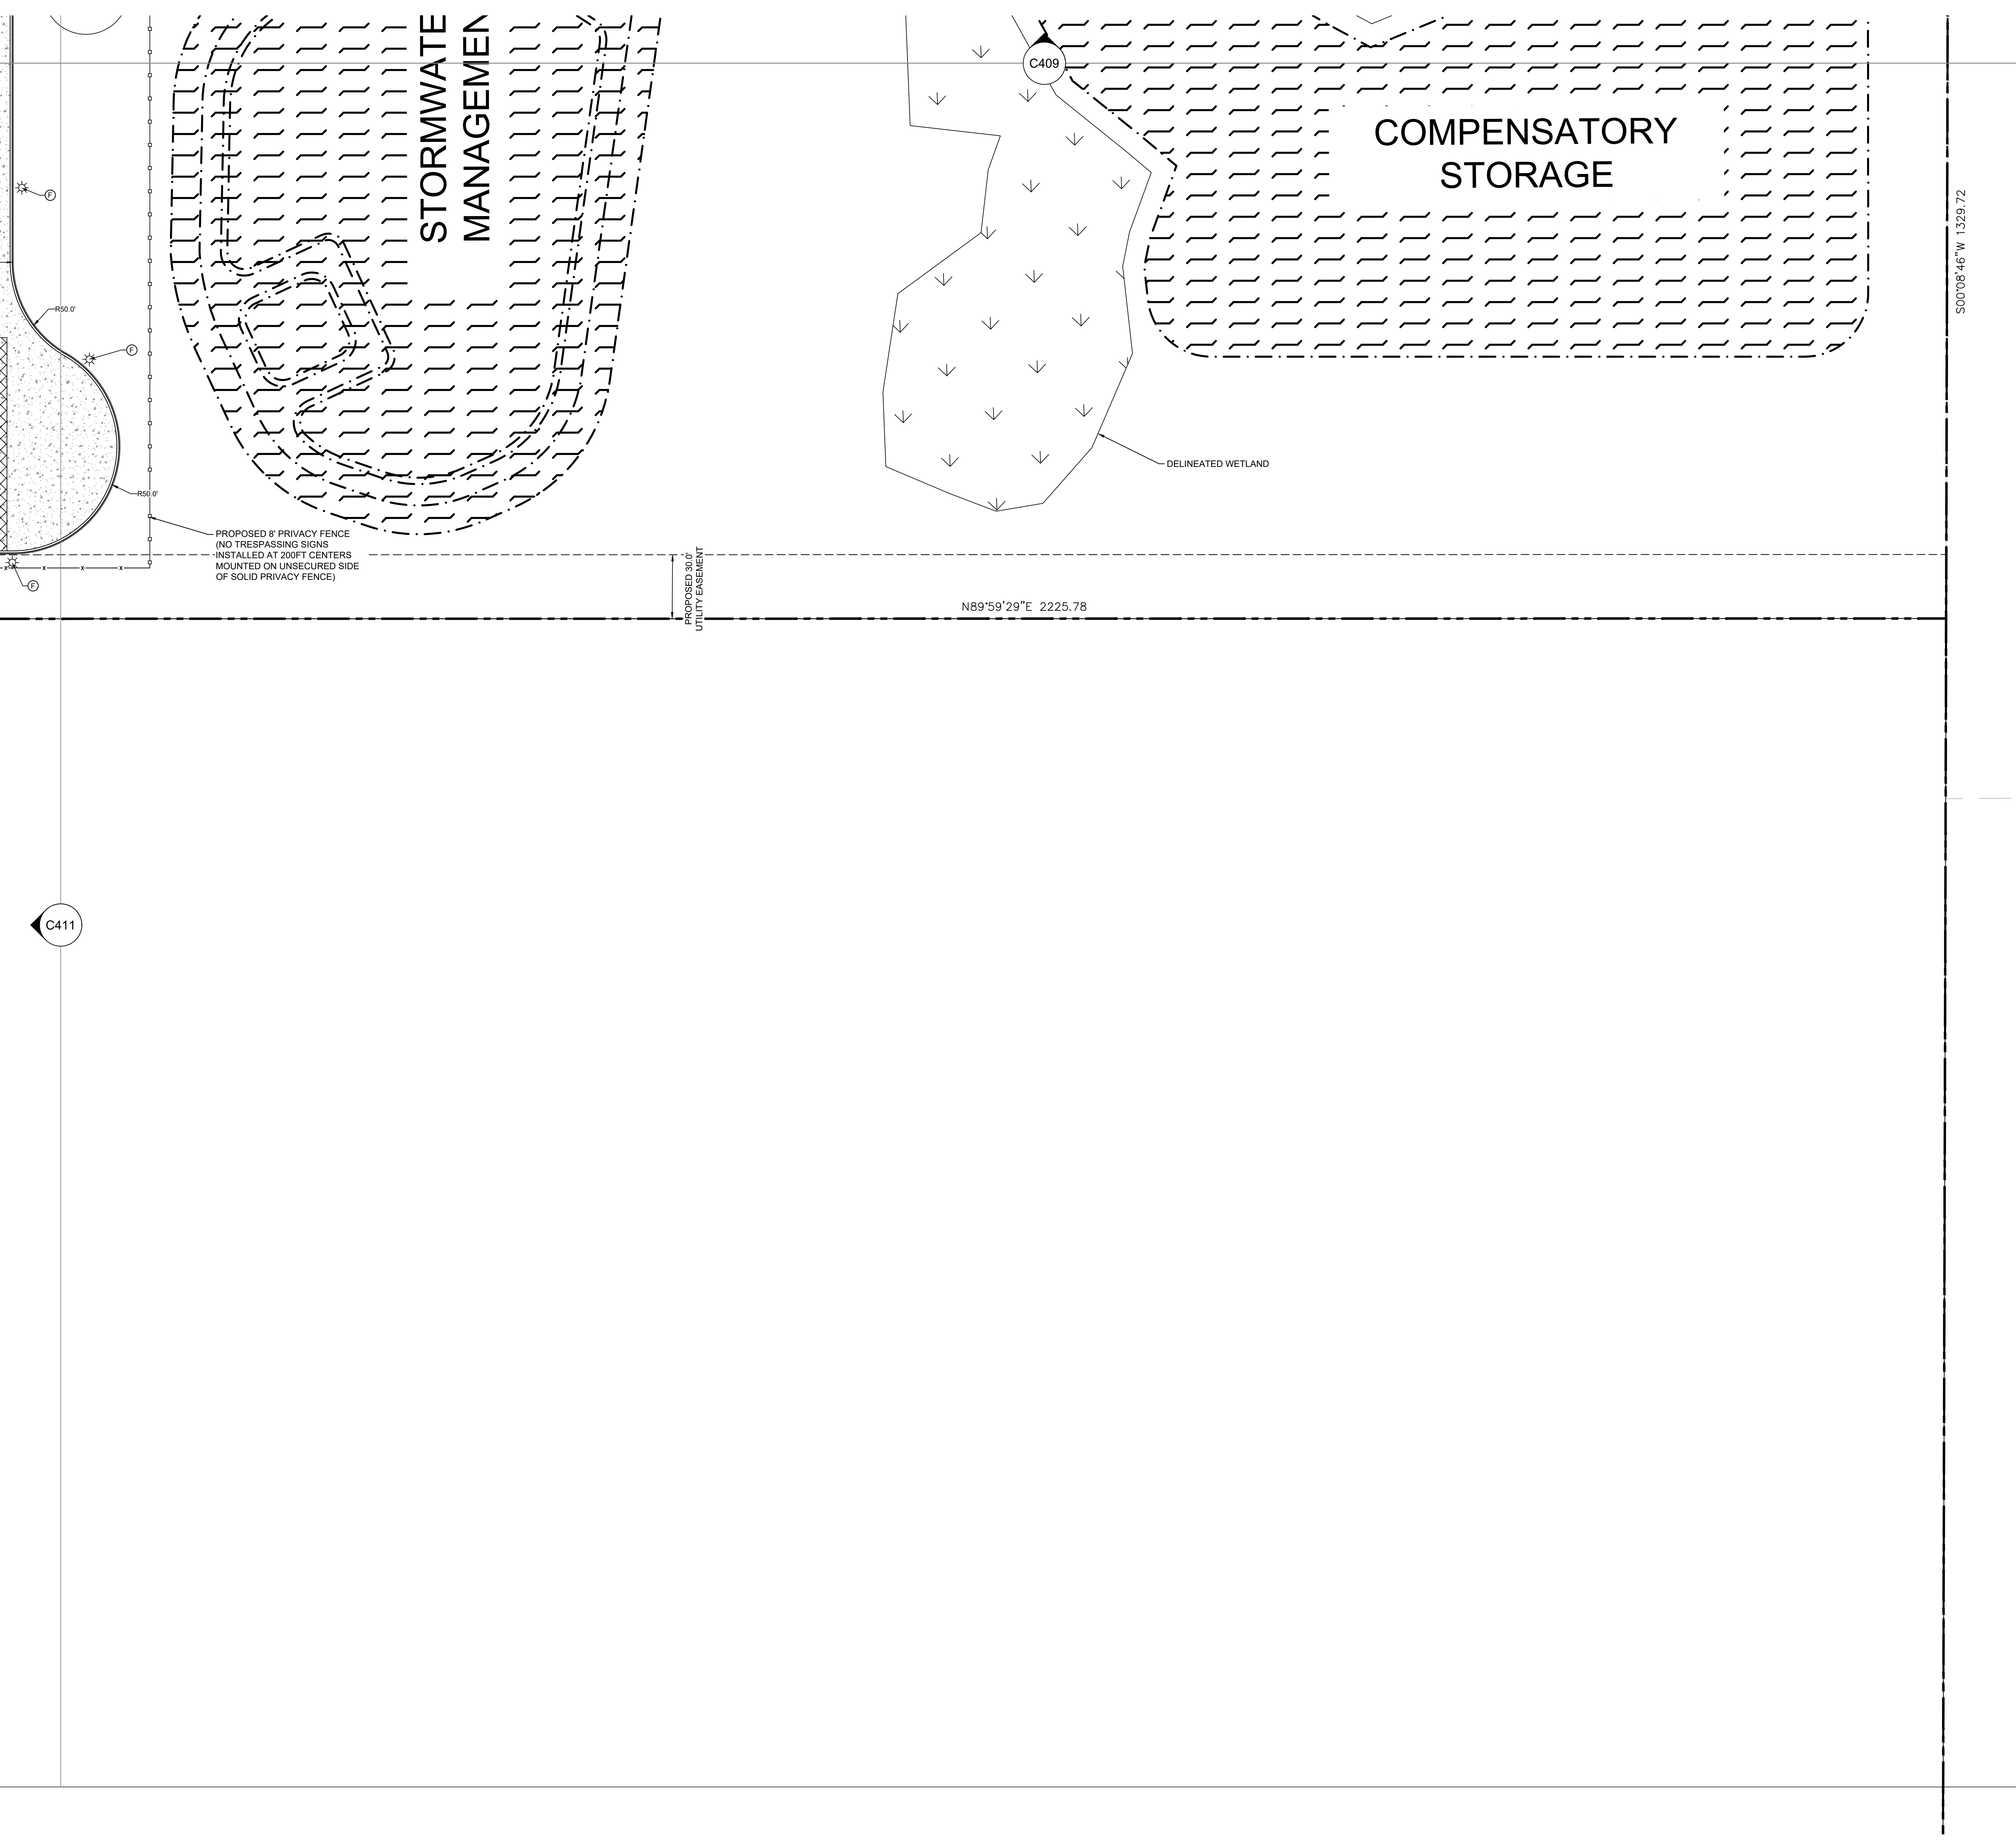 STORMWATE
MANAGEMEN
C409
COMPENSATORY
STORAGE
S00°08'46"W 1329.72
F
R50.0'
F
DELINEATED WETLAND
R50.0'
PROPOSED 8' PRIVACY FENCE
(NO TRESPASSING SIGNS
INSTALLED AT 200FT CENTERS
MOUNTED ON UNSECURED SIDE
OF SOLID PRIVACY FENCE)
x x x x
F
PROPOSED 30.0'
UTILITY EASEMENT
N89°59'29"E 2225.78
C411